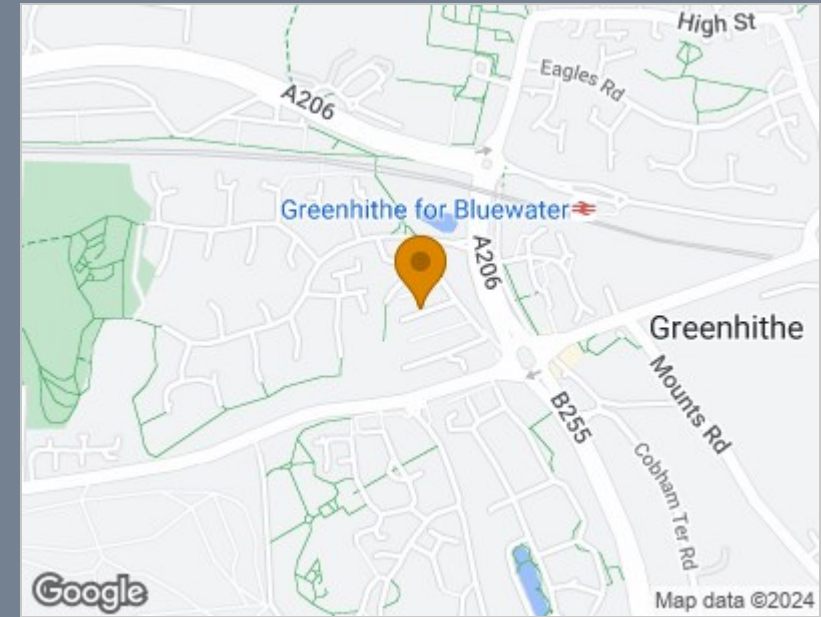 High St
Eagles Rd
A206
Greenhithe for Bluewater
A206
Greenhithe
Mounts Rd
B255
Cobham Ter Rd
Google
Map data ©2024